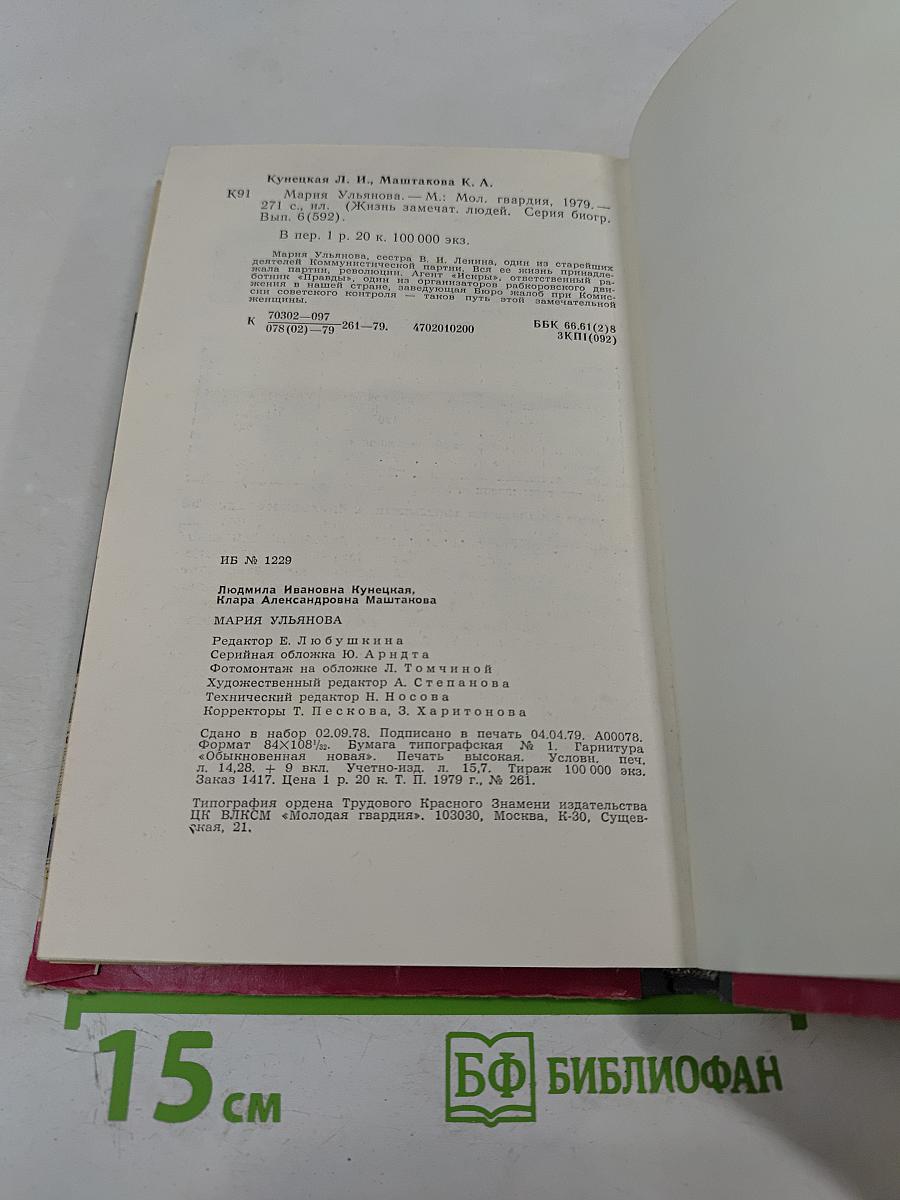 Кунецкая Л. И., Маштакова К. А.
К91 Мария Ульянова. — М.: Мол. гвардия, 1979. —
271 с., ил. (Жизнь замечат. людей. Серия биогр.
Вып. 6(592).
В пер. 1 р. 20 к. 100 000 экз.
Мария Ульянова, сестра В. И. Ленина, один из старейших
деятелей Коммунистической партии. Вся ее жизнь принадле-
жала партии, революции. Агент «Искры», ответственный ра-
ботник «Правды», один из организаторов рабкоровского дви-
жения в нашей стране, заведующая Бюро жалоб при Комис-
сии советского контроля — таков путь этой замечательной
женщины.
К 70302—097
078(02)—79 261—79. 4702010200
ББК 66.61(2)8
3КП1(092)
ИБ № 1229
Людмила Ивановна Кунецкая,
Клара Александровна Маштакова
МАРИЯ УЛЬЯНОВА
Редактор Е. Любушкина
Серийная обложка Ю. Арндта
Фотомонтаж на обложке Л. Томчиной
Художественный редактор А. Степанова
Технический редактор Н. Носова
Корректоры Т. Пескова, З. Харитонова
Сдано в набор 02.09.78. Подписано в печать 04.04.79. А00078.
Формат 84×108¹/₃₂. Бумага типографская № 1. Гарнитура
«Обыкновенная новая». Печать высокая. Условн. печ.
л. 14,28. + 9 вкл. Учетно-изд. л. 15,7. Тираж 100 000 экз.
Заказ 1417. Цена 1 р. 20 к. Т. П. 1979 г., № 261.
Типография ордена Трудового Красного Знамени издательства
ЦК ВЛКСМ «Молодая гвардия». 103030, Москва, К-30, Сущев-
ская, 21.
15 см
БФ БИБЛИОФАН